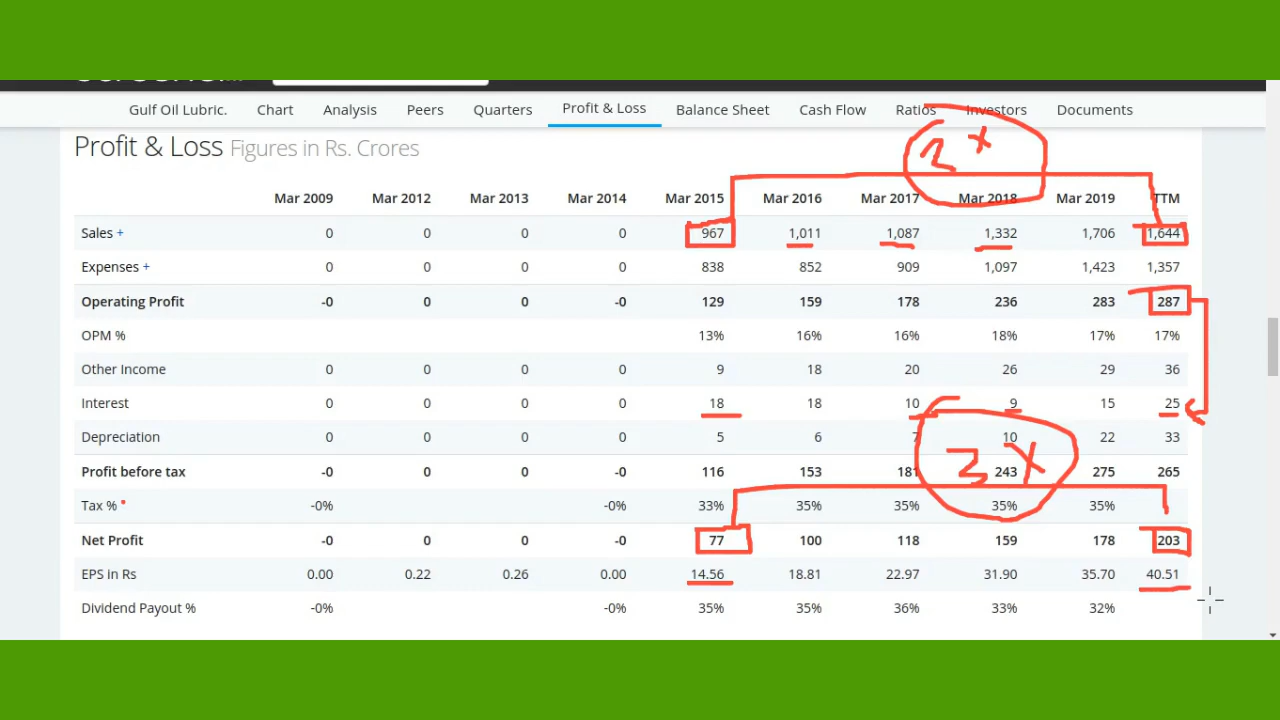 Gulf Oil Lubric. Chart Analysis Peers Quarters Profit & Loss Balance Sheet Cash Flow Ratios Investors Documents
Profit & Loss Figures in Rs. Crores
2x
Mar 2009 Mar 2012 Mar 2013 Mar 2014 Mar 2015 Mar 2016 Mar 2017 Mar 2018 Mar 2019 TTM
Sales + 0 0 0 0 967 1,011 1,087 1,332 1,706 1,644
Expenses + 0 0 0 0 838 852 909 1,097 1,423 1,357
Operating Profit -0 0 0 -0 129 159 178 236 283 287
OPM % 13% 16% 16% 18% 17% 17%
Other Income 0 0 0 0 9 18 20 26 29 36
Interest 0 0 0 0 18 18 10 9 15 25
Depreciation 0 0 0 0 5 6 7 10 22 33
3x
Profit before tax -0 0 0 -0 116 153 181 243 275 265
Tax % * -0% -0% 33% 35% 35% 35% 35%
Net Profit -0 0 0 -0 77 100 118 159 178 203
EPS in Rs 0.00 0.22 0.26 0.00 14.56 18.81 22.97 31.90 35.70 40.51
Dividend Payout % -0% -0% 35% 35% 36% 33% 32%